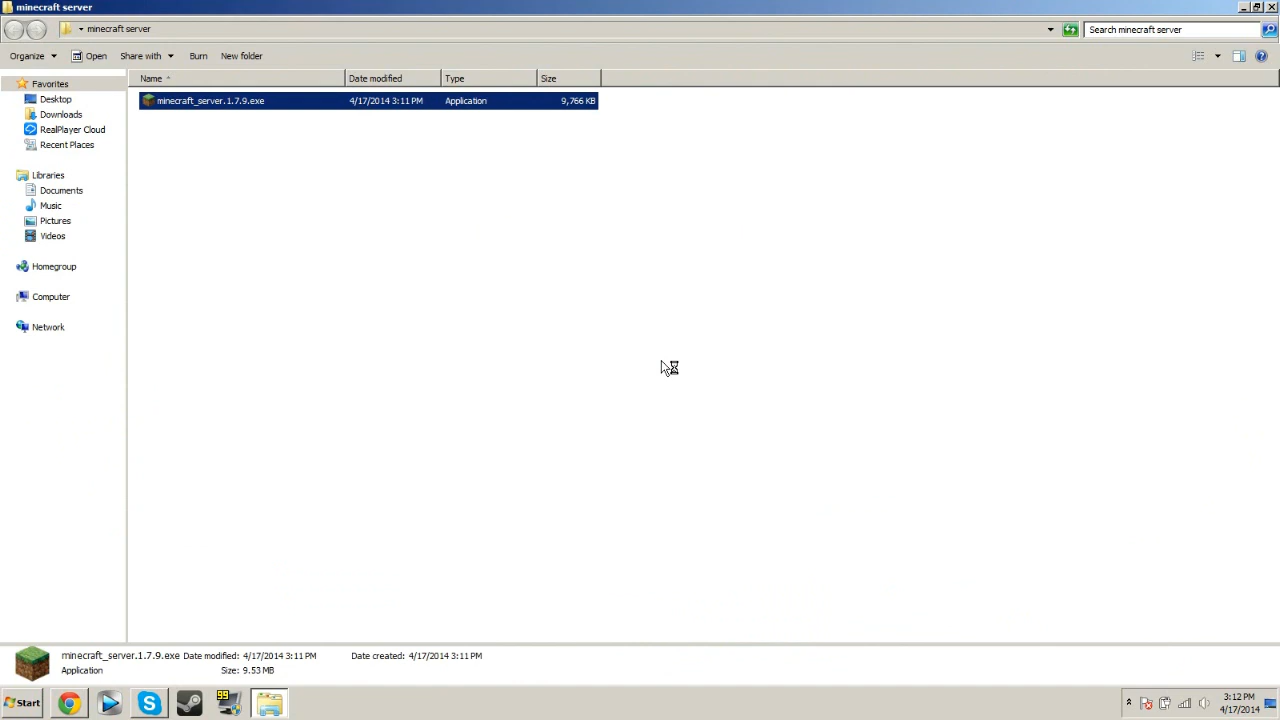 minecraft server
minecraft server
Search minecraft server
Organize Open Share with Burn New folder
Name Date modified Type Size
minecraft_server.1.7.9.exe 4/17/2014 3:11 PM Application 9,766 KB
Favorites
Desktop
Downloads
RealPlayer Cloud
Recent Places
Libraries
Documents
Music
Pictures
Videos
Homegroup
Computer
Network
minecraft_server.1.7.9.exe Date modified: 4/17/2014 3:11 PM Date created: 4/17/2014 3:11 PM
Application Size: 9.53 MB
Start
99
3:12 PM
4/17/2014